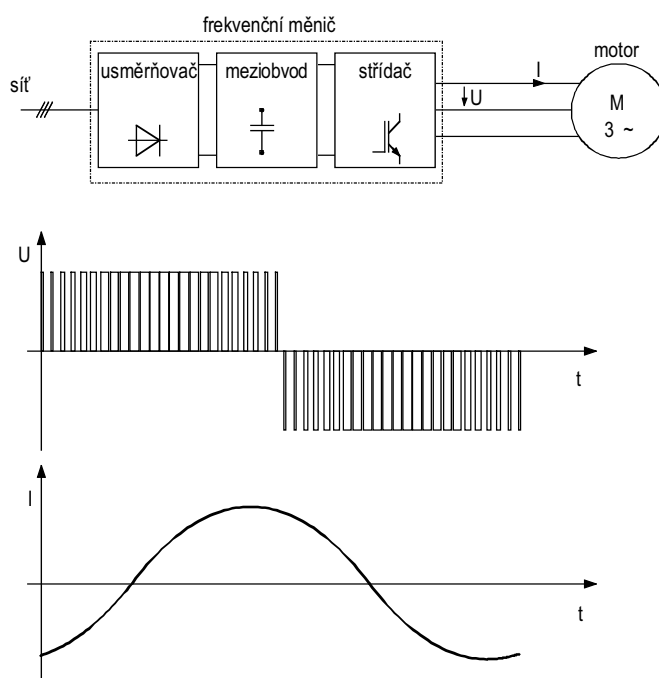 frekvenční měnič
usměrňovač meziobvod střídač
motor
síť
I
U
M
3 ~
U
t
I
t